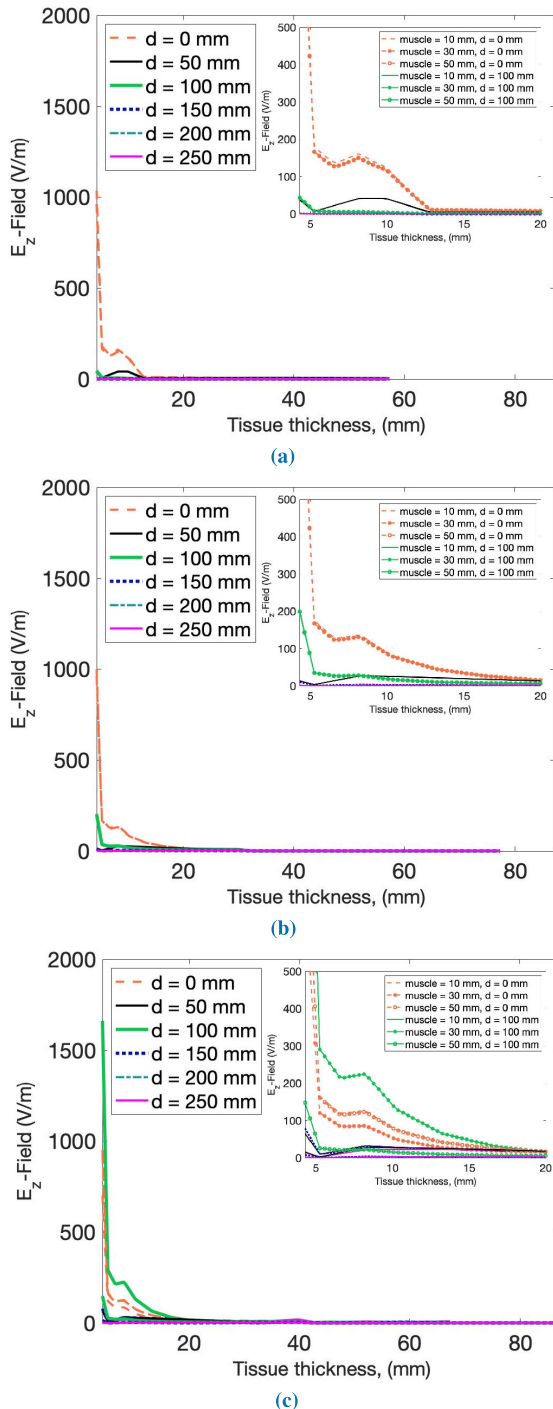 2000
1500
1000
500
0
E_z-Field (V/m)
d = 0 mm
d = 50 mm
d = 100 mm
d = 150 mm
d = 200 mm
d = 250 mm
500
400
300
200
100
0
E_z-Field (V/m)
muscle = 10 mm, d = 0 mm
muscle = 30 mm, d = 0 mm
muscle = 50 mm, d = 0 mm
muscle = 10 mm, d = 100 mm
muscle = 30 mm, d = 100 mm
muscle = 50 mm, d = 100 mm
5 10 15 20
Tissue thickness, (mm)
20 40 60 80
Tissue thickness, (mm)
(a)
2000
1500
1000
500
0
E_z-Field (V/m)
d = 0 mm
d = 50 mm
d = 100 mm
d = 150 mm
d = 200 mm
d = 250 mm
500
400
300
200
100
0
E_z-Field (V/m)
muscle = 10 mm, d = 0 mm
muscle = 30 mm, d = 0 mm
muscle = 50 mm, d = 0 mm
muscle = 10 mm, d = 100 mm
muscle = 30 mm, d = 100 mm
muscle = 50 mm, d = 100 mm
5 10 15 20
Tissue thickness, (mm)
20 40 60 80
Tissue thickness, (mm)
(b)
2000
1500
1000
500
0
E_z-Field (V/m)
d = 0 mm
d = 50 mm
d = 100 mm
d = 150 mm
d = 200 mm
d = 250 mm
500
400
300
200
100
0
E_z-Field (V/m)
muscle = 10 mm, d = 0 mm
muscle = 30 mm, d = 0 mm
muscle = 50 mm, d = 0 mm
muscle = 10 mm, d = 100 mm
muscle = 30 mm, d = 100 mm
muscle = 50 mm, d = 100 mm
5 10 15 20
Tissue thickness, (mm)
20 40 60 80
Tissue thickness, (mm)
(c)